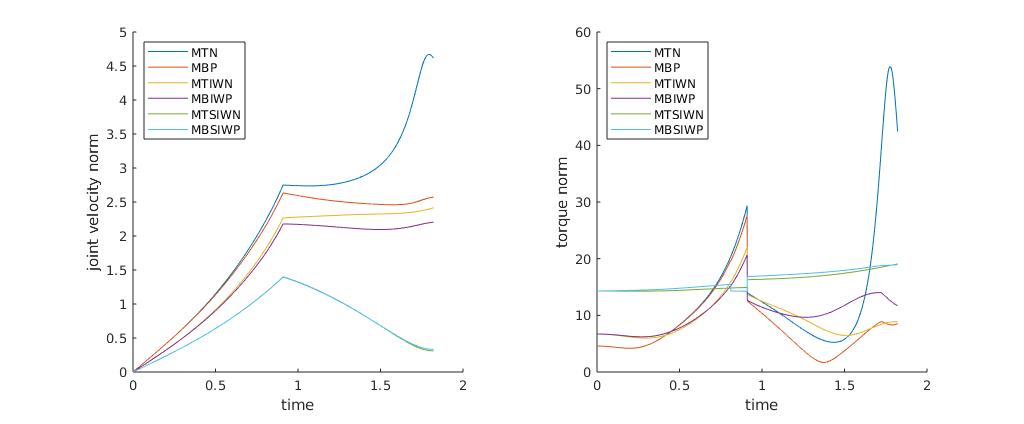 5
4.5
4
3.5
3
2.5
2
1.5
1
0.5
0
joint velocity norm
MTN
MBP
MTIWN
MBIWP
MTSIWN
MBSIWP
0 0.5 1 1.5 2
time
60
50
40
30
20
10
0
torque norm
MTN
MBP
MTIWN
MBIWP
MTSIWN
MBSIWP
0 0.5 1 1.5 2
time